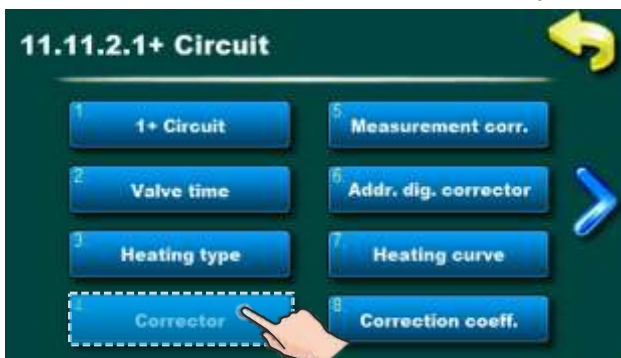 11.11.2.1+ Circuit
1
1+ Circuit
5
Measurement corr.
2
Valve time
6
Addr. dig. corrector
3
Heating type
7
Heating curve
4
Corrector
8
Correction coeff.